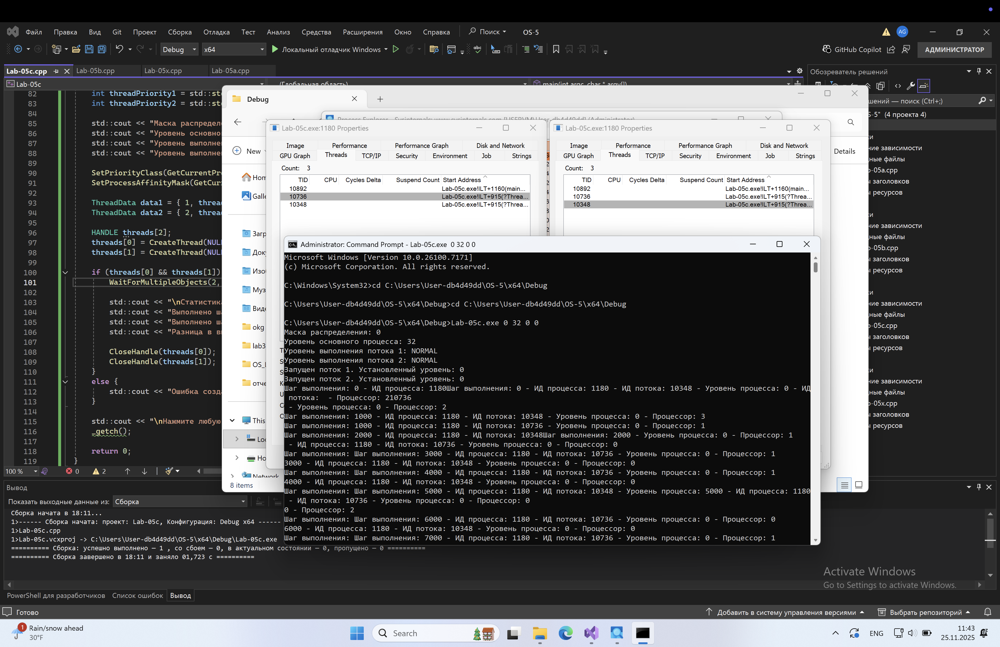 Файл Правка Вид Git Проект Сборка Отладка Тест Анализ Средства Расширения Окно Справка Поиск OS-5 AG
Debug x64 Локальный отладчик Windows GitHub Copilot АДМИНИСТРАТОР
Lab-05c.cpp Lab-05b.cpp Lab-05x.cpp Lab-05a.cpp
Lab-05c (Глобальная область) main(int argc, char * argv[])
82 int threadPriority1 = std::st
83 int threadPriority2 = std::st
84
85 std::cout << "Маска распредел
86 std::cout << "Уровень основно
87 std::cout << "Уровень выполне
88 std::cout << "Уровень выполне
89
90 SetPriorityClass(GetCurrentPr
91 SetProcessAffinityMask(GetCur
92
93 ThreadData data1 = { 1, threa
94 ThreadData data2 = { 2, threa
95
96 HANDLE threads[2];
97 threads[0] = CreateThread(NUL
98 threads[1] = CreateThread(NUL
99
100 if (threads[0] && threads[1])
101 WaitForMultipleObjects(2,
102
103 std::cout << "\nСтатистика
104 std::cout << "Выполнено ша
105 std::cout << "Выполнено ша
106 std::cout << "Разница в вы
107
108 CloseHandle(threads[0]);
109 CloseHandle(threads[1]);
110 }
111 else {
112 std::cout << "Ошибка созда
113 }
114
115 std::cout << "\nНажмите любую
116 _getch();
117
118 return 0;
119 }
100 % 0 2
Вывод
Показать выходные данные из: Сборка
Сборка начата в 18:11...
1>------ Сборка начата: проект: Lab-05c, Конфигурация: Debug x64 ------
1>Lab-05c.cpp
1>Lab-05c.vcxproj -> C:\Users\User-db4d49dd\OS-5\x64\Debug\Lab-05c.exe
========== Сборка: успешно выполнено — 1 , со сбоем — 0, в актуальном состоянии — 0, пропущено — 0 ==========
========== Сборка завершено в 18:11 и заняло 01,723 с ==========
PowerShell для разработчиков Список ошибок Вывод
Готово
Добавить в систему управления версиями Выбрать репозиторий
Обозреватель решений
шений — поиск (Ctrl+;)
S-5" (4 проекта 4)
и
ние зависимости
ные файлы
b-05a.cpp
ы заголовков
ы ресурсов
и
ние зависимости
ные файлы
b-05b.cpp
ы заголовков
ы ресурсов
и
ние зависимости
ные файлы
b-05c.cpp
ы заголовков
ы ресурсов
и
ние зависимости
ные файлы
b-05x.cpp
ы заголовков
ы ресурсов
Debug
New
Details
Hom
Galle
Загр
Доку
Изоб
Муз
Виде
okg
lab3
OS_L
отче
This
Loc
Ho
Network
8 items
Process Explorer - Sysinternals: www.sysinternals.com [USERVM\User-db4d49dd] (Administrator)
Lab-05c.exe:1180 Properties
Image Performance Performance Graph Disk and Network
GPU Graph Threads TCP/IP Security Environment Job Strings
Count: 3
TID CPU Cycles Delta Suspend Count Start Address
10892 Lab-05c.exe!ILT+1160(main...
10736 Lab-05c.exe!ILT+915(?Threa...
10348 Lab-05c.exe!ILT+915(?Threa...
Lab-05c.exe:1180 Properties
Image Performance Performance Graph Disk and Network
GPU Graph Threads TCP/IP Security Environment Job Strings
Count: 3
TID CPU Cycles Delta Suspend Count Start Address
10892 Lab-05c.exe!ILT+1160(main...
10736 Lab-05c.exe!ILT+915(?Threa...
10348 Lab-05c.exe!ILT+915(?Threa...
Administrator: Command Prompt - Lab-05c.exe 0 32 0 0
Microsoft Windows [Version 10.0.26100.7171]
(c) Microsoft Corporation. All rights reserved.
C:\Windows\System32>cd C:\Users\User-db4d49dd\OS-5\x64\Debug
C:\Users\User-db4d49dd\OS-5\x64\Debug>cd C:\Users\User-db4d49dd\OS-5\x64\Debug
C:\Users\User-db4d49dd\OS-5\x64\Debug>Lab-05c.exe 0 32 0 0
Маска распределения: 0
Уровень основного процесса: 32
Уровень выполнения потока 1: NORMAL
Уровень выполнения потока 2: NORMAL
Запущен поток 1. Установленный уровень: 0
Запущен поток 2. Установленный уровень: 0
Шаг выполнения: 0 - ИД процесса: 1180Шаг выполнения: 0 - ИД процесса: 1180 - ИД потока: 10348 - Уровень процесса: 0 - ИД
потока:  - Процессор: 210736
- Уровень процесса: 0 - Процессор: 2
Шаг выполнения: 1000 - ИД процесса: 1180 - ИД потока: 10348 - Уровень процесса: 0 - Процессор: 3
Шаг выполнения: 1000 - ИД процесса: 1180 - ИД потока: 10736 - Уровень процесса: 0 - Процессор: 1
Шаг выполнения: 2000 - ИД процесса: 1180 - ИД потока: 10348Шаг выполнения: 2000 - Уровень процесса: 0 - Процессор: 1
- ИД процесса: 1180 - ИД потока: 10736 - Уровень процесса: 0 - Процессор: 0
Шаг выполнения: Шаг выполнения: 3000 - ИД процесса: 1180 - ИД потока: 10736 - Уровень процесса: 0 - Процессор: 1
3000 - ИД процесса: 1180 - ИД потока: 10348 - Уровень процесса: 0 - Процессор: 0
Шаг выполнения: Шаг выполнения: 4000 - ИД процесса: 1180 - ИД потока: 10736 - Уровень процесса: 0 - Процессор: 1
4000 - ИД процесса: 1180 - ИД потока: 10348 - Уровень процесса: 0 - Процессор: 0
Шаг выполнения: Шаг выполнения: 5000 - ИД процесса: 1180 - ИД потока: 10348 - Уровень процесса: 5000 - ИД процесса: 1180
- ИД потока: 10736 - Уровень процесса: 0 - Процессор: 0
0 - Процессор: 2
Шаг выполнения: Шаг выполнения: 6000 - ИД процесса: 1180 - ИД потока: 10736 - Уровень процесса: 0 - Процессор: 0
6000 - ИД процесса: 1180 - ИД потока: 10348 - Уровень процесса: 0 - Процессор: 0
Шаг выполнения: Шаг выполнения: 7000 - ИД процесса: 1180 - ИД потока: 10736 - Уровень процесса: 0 - Процессор: 1
Activate Windows
Go to Settings to activate Windows.
1 Rain/snow ahead
30°F
Search
ENG
11:43
25.11.2025